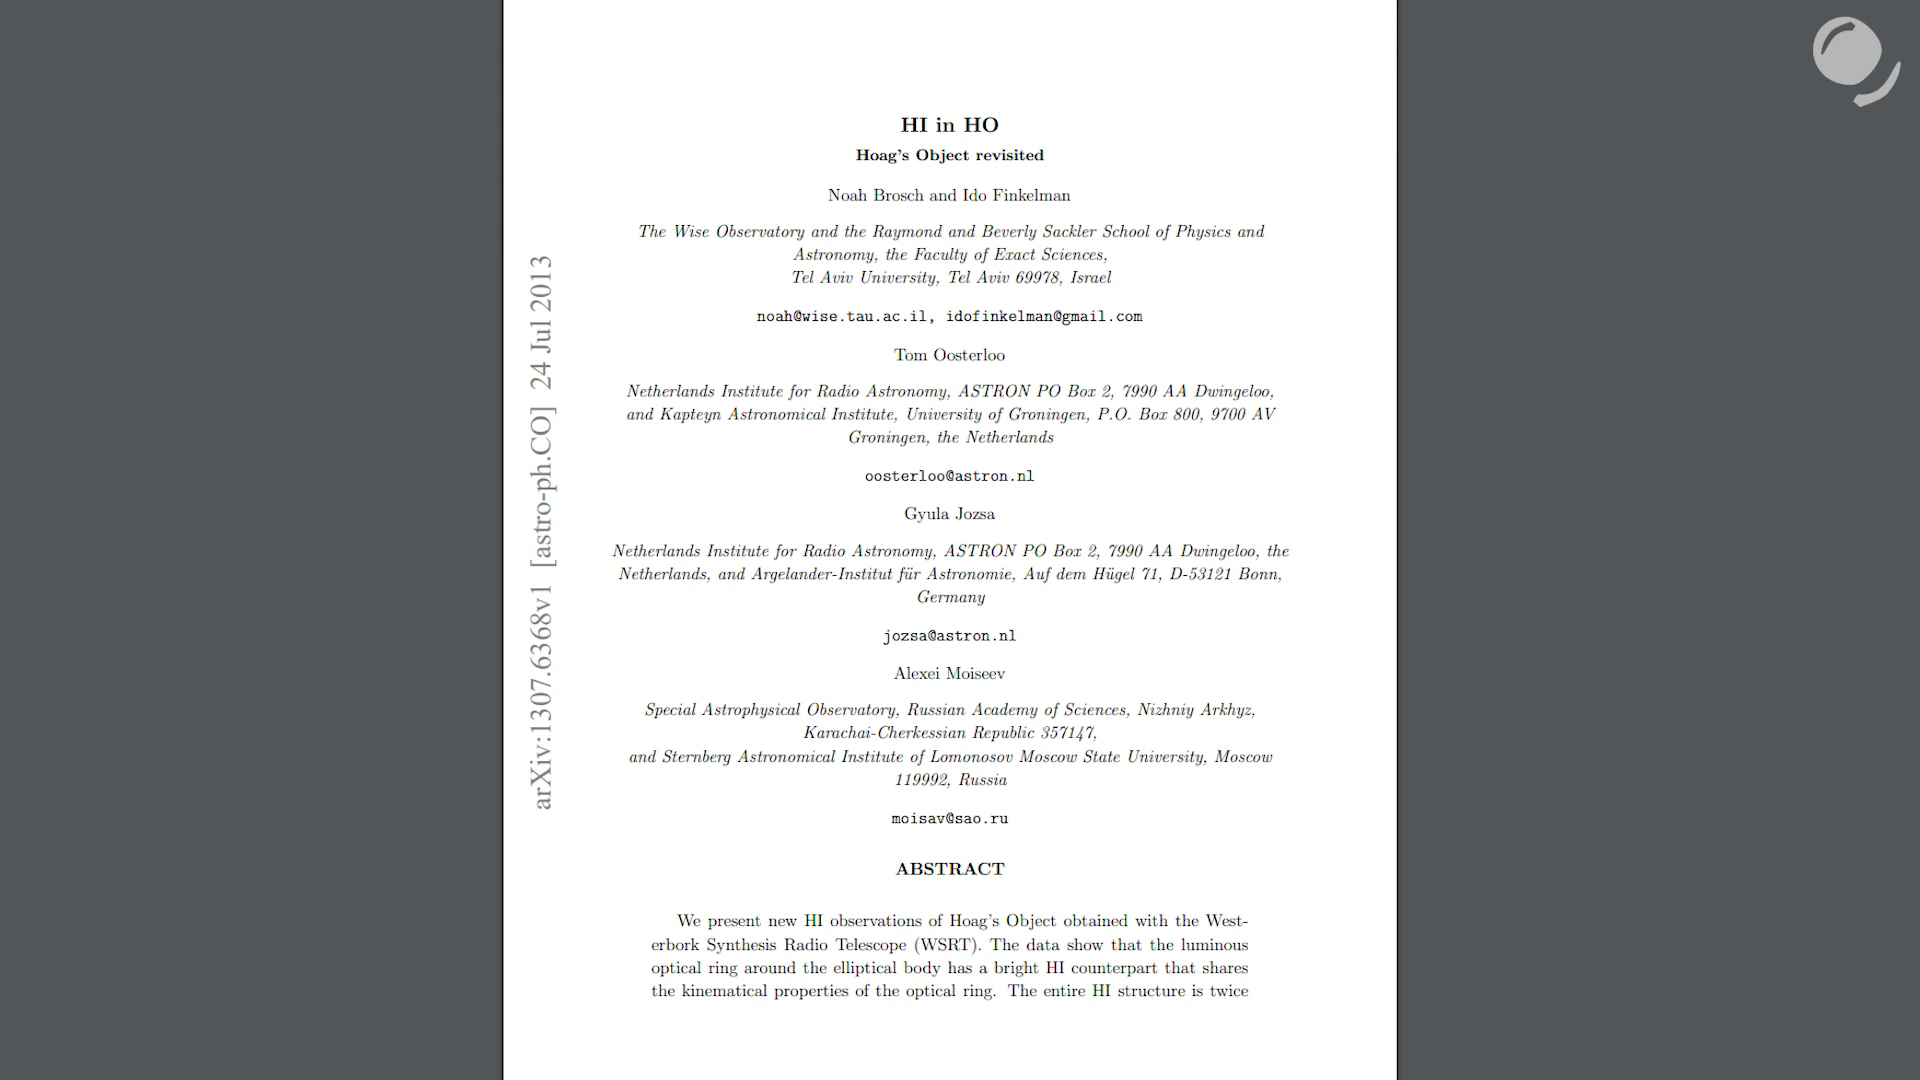 HI in HO
Hoag's Object revisited
Noah Brosch and Ido Finkelman
The Wise Observatory and the Raymond and Beverly Sackler School of Physics and
Astronomy, the Faculty of Exact Sciences,
Tel Aviv University, Tel Aviv 69978, Israel
noah@wise.tau.ac.il, idofinkelman@gmail.com
Tom Oosterloo
Netherlands Institute for Radio Astronomy, ASTRON PO Box 2, 7990 AA Dwingeloo,
and Kapteyn Astronomical Institute, University of Groningen, P.O. Box 800, 9700 AV
Groningen, the Netherlands
oosterloo@astron.nl
Gyula Jozsa
Netherlands Institute for Radio Astronomy, ASTRON PO Box 2, 7990 AA Dwingeloo, the
Netherlands, and Argelander-Institut für Astronomie, Auf dem Hügel 71, D-53121 Bonn,
Germany
jozsa@astron.nl
Alexei Moiseev
Special Astrophysical Observatory, Russian Academy of Sciences, Nizhniy Arkhyz,
Karachai-Cherkessian Republic 357147,
and Sternberg Astronomical Institute of Lomonosov Moscow State University, Moscow
119992, Russia
moisav@sao.ru
ABSTRACT
We present new HI observations of Hoag's Object obtained with the West-
erbork Synthesis Radio Telescope (WSRT). The data show that the luminous
optical ring around the elliptical body has a bright HI counterpart that shares
the kinematical properties of the optical ring. The entire HI structure is twice
arXiv:1307.6368v1 [astro-ph.CO] 24 Jul 2013